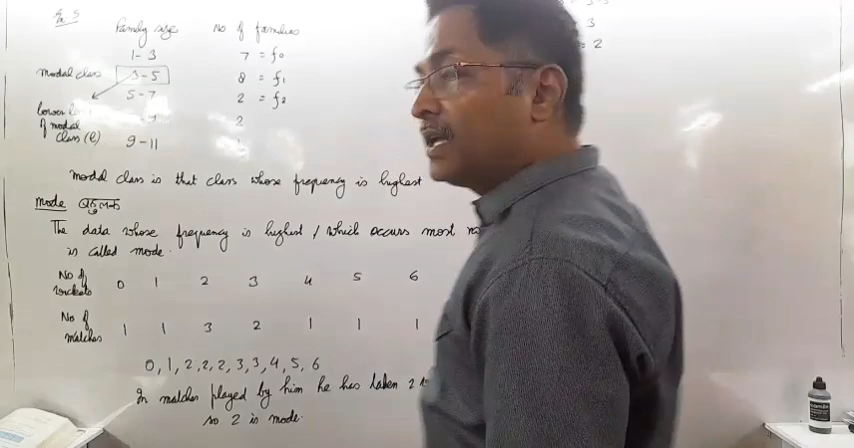 Ex 5
Family size No of families
1 - 3 7 = f₀
modal class 3 - 5 8 = f₁
5 - 7 2 = f₂
lower
of modal 2
class (l) 9 - 11
3
= 2
modal class is that class whose frequency is highest
Mode बहुलक
The data whose frequency is highest / which occurs most
is called mode.
No of wickets 0 1 2 3 4 5 6
No of matches 1 1 3 2 1 1 1
0, 1, 2, 2, 2, 3, 3, 4, 5, 6
In matches played by him he has taken 2
so 2 is mode.